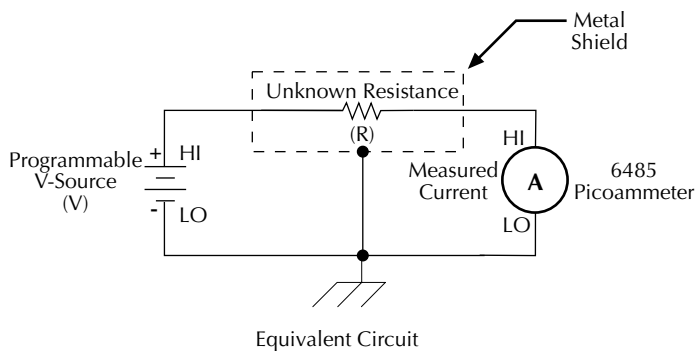 Metal
Shield
Unknown Resistance
(R)
Programmable
V-Source
(V)
+
HI
-
LO
Measured
Current
HI
A
LO
6485
Picoammeter
Equivalent Circuit